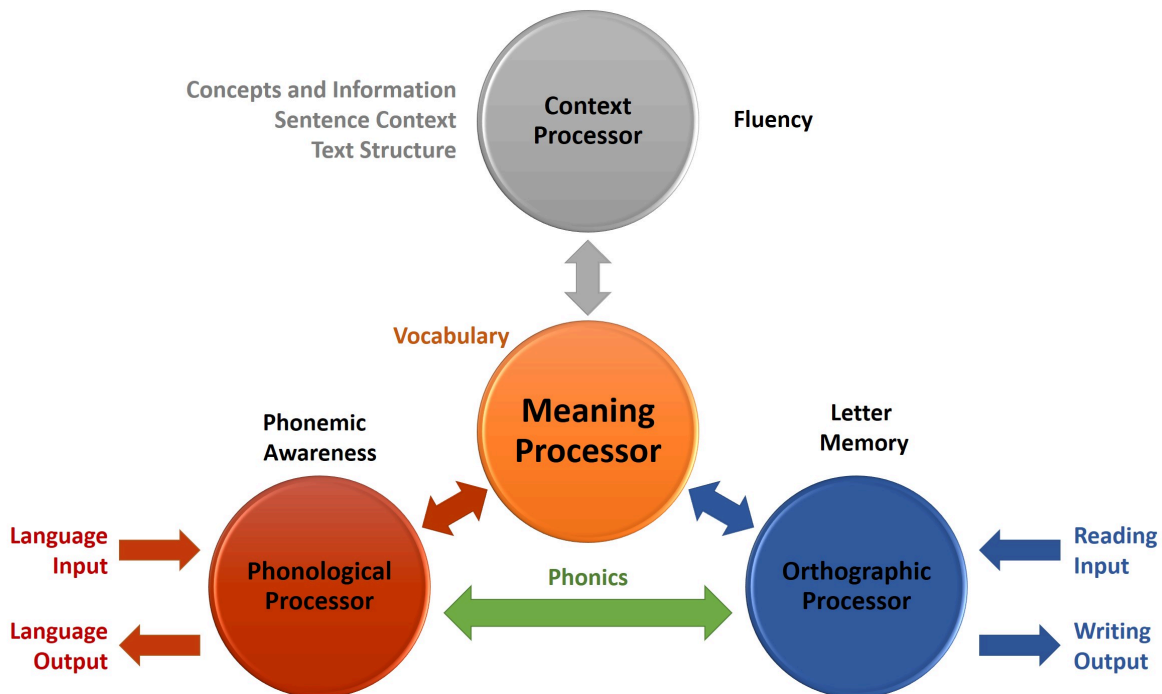 Concepts and Information
Sentence Context
Text Structure
Context
Processor
Fluency
Vocabulary
Meaning
Processor
Phonemic
Awareness
Letter
Memory
Language
Input
Phonological
Processor
Language
Output
Phonics
Orthographic
Processor
Reading
Input
Writing
Output